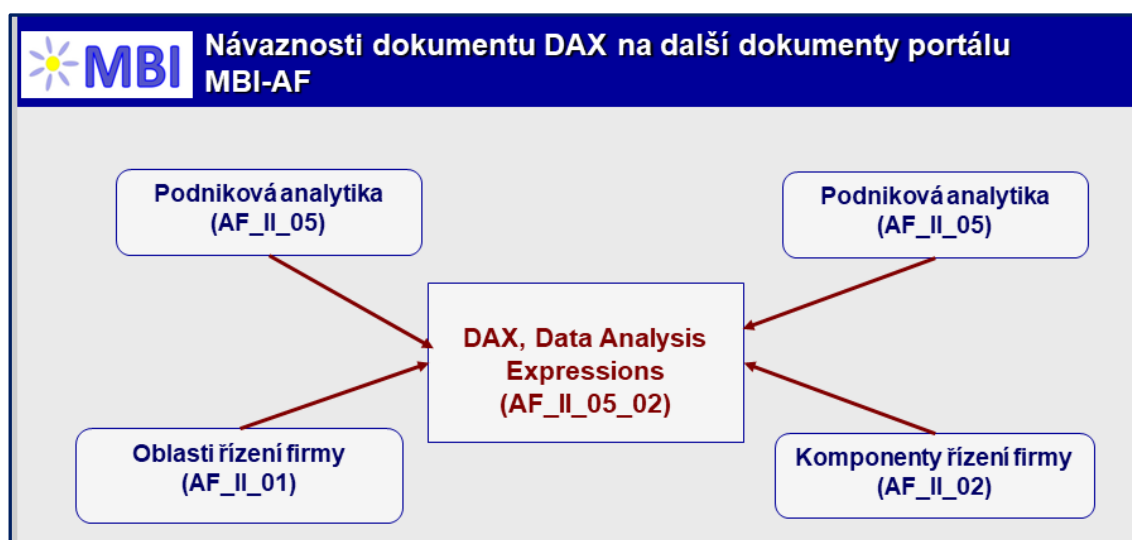 MBI
Návaznosti dokumentu DAX na další dokumenty portálu
MBI-AF
Podniková analytika
(AF_II_05)
Podniková analytika
(AF_II_05)
DAX, Data Analysis
Expressions
(AF_II_05_02)
Oblasti řízení firmy
(AF_II_01)
Komponenty řízení firmy
(AF_II_02)